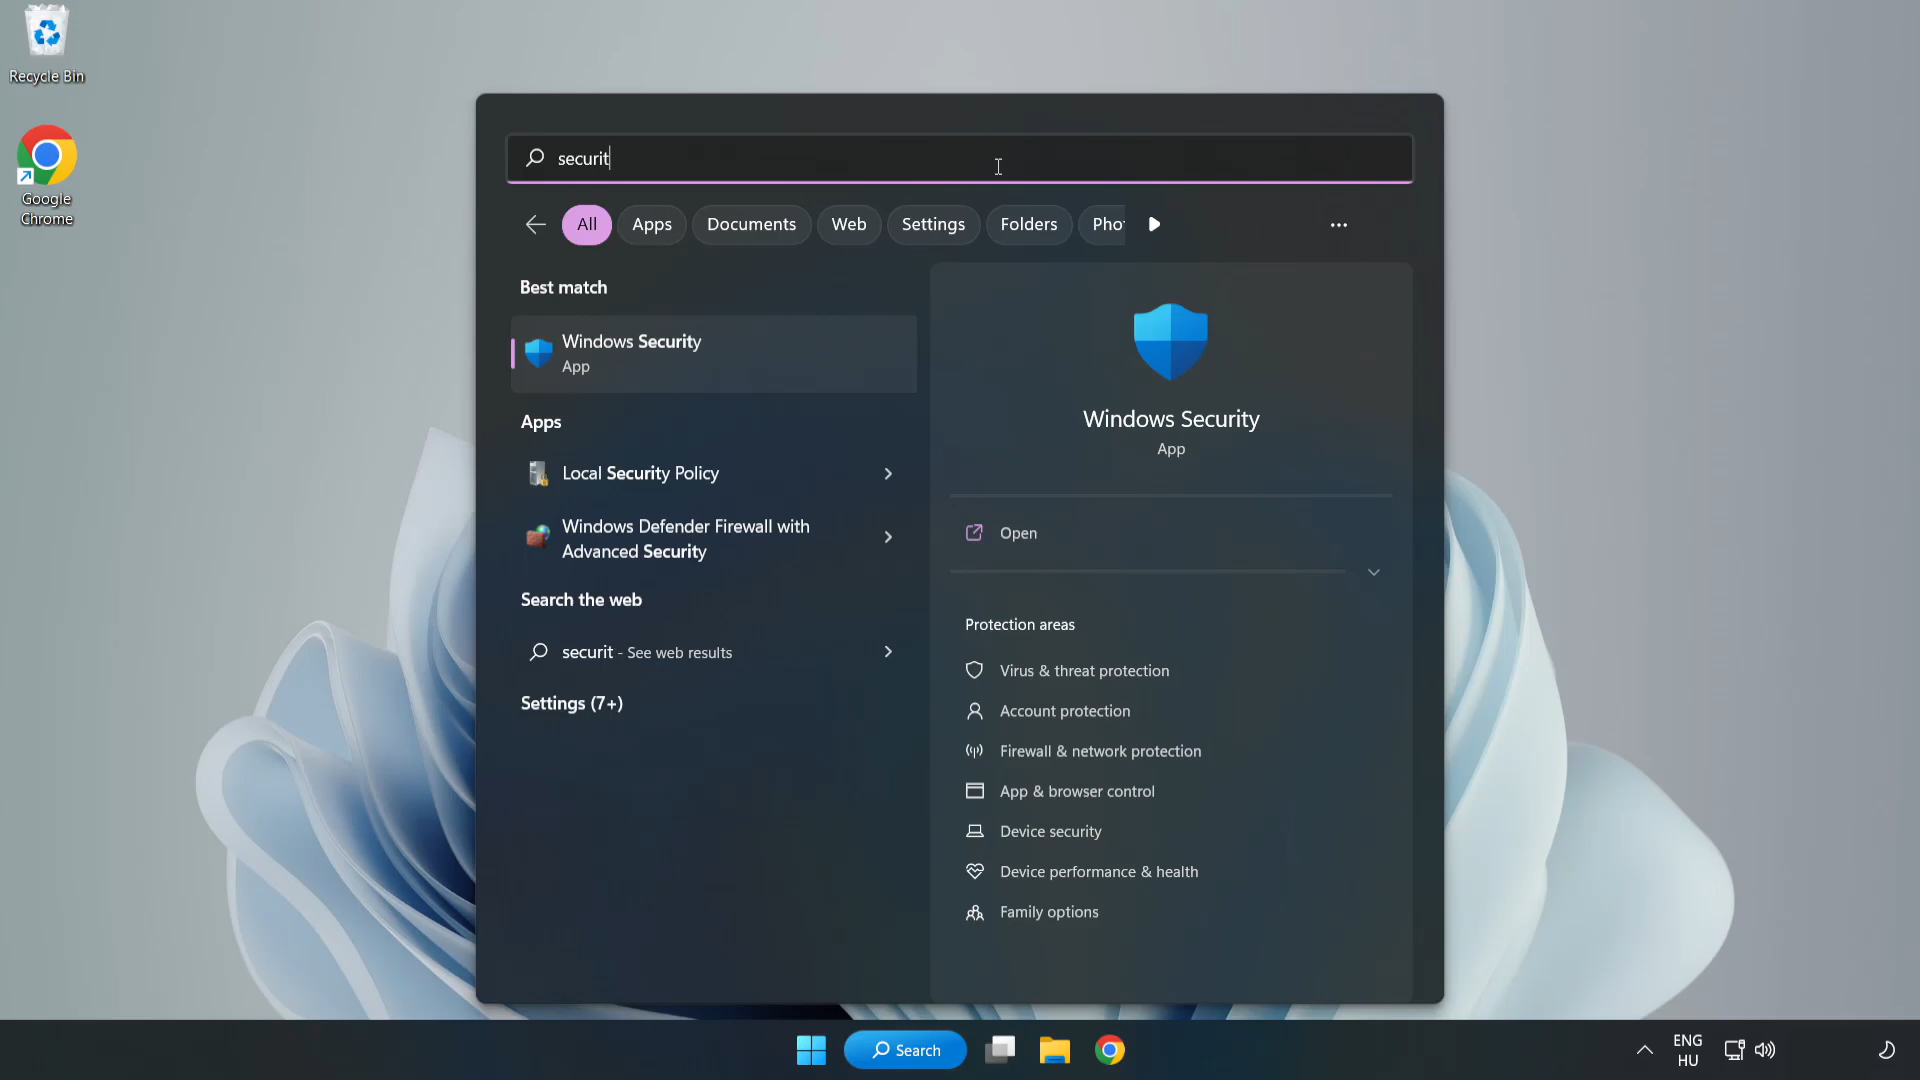 Recycle Bin
Google
Chrome
securit
All
Apps
Documents
Web
Settings
Folders
Pho
Best match
Windows Security
App
Apps
Local Security Policy
Windows Defender Firewall with
Advanced Security
Search the web
securit - See web results
Settings (7+)
Windows Security
App
Open
Protection areas
Virus & threat protection
Account protection
Firewall & network protection
App & browser control
Device security
Device performance & health
Family options
Search
ENG
HU